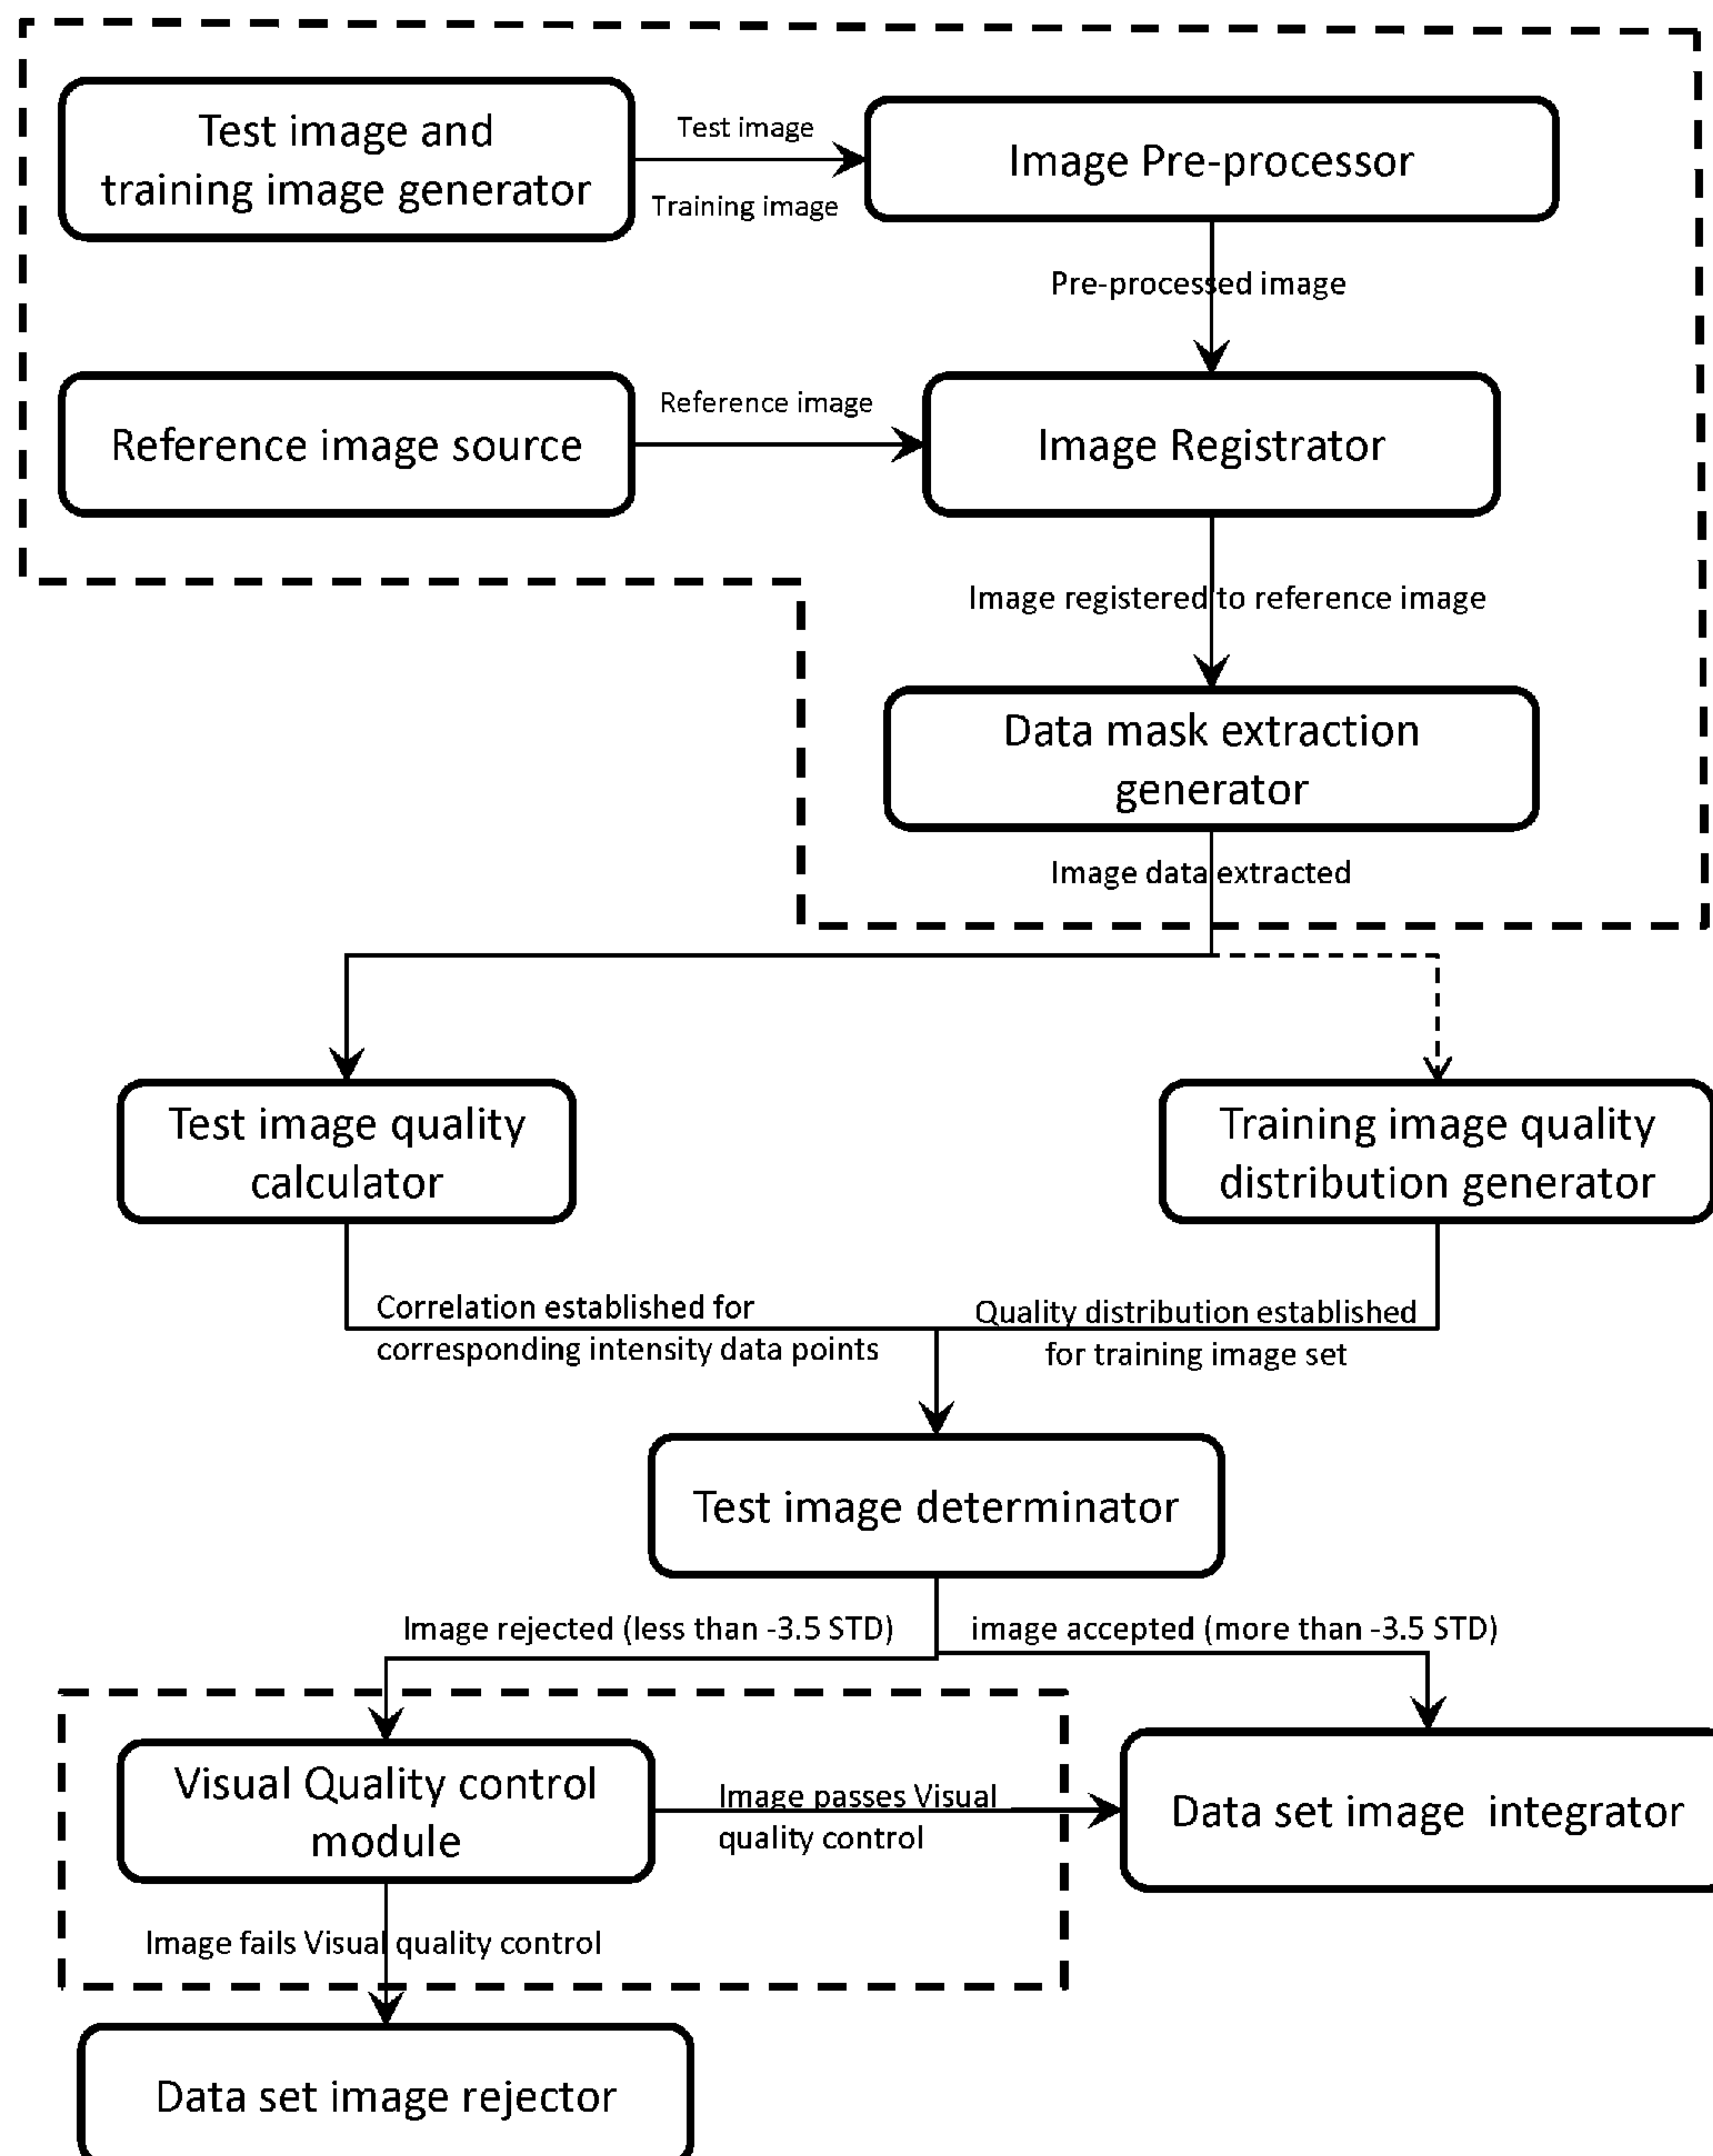 Test image and
training image generator
Test image
Training image
Image Pre-processor
Pre-processed image
Reference image source
Reference image
Image Registrator
Image registered to reference image
Data mask extraction
generator
Image data extracted
Test image quality
calculator
Training image quality
distribution generator
Correlation established for
corresponding intensity data points
Quality distribution established
for training image set
Test image determinator
Image rejected (less than -3.5 STD)
image accepted (more than -3.5 STD)
Visual Quality control
module
Image passes Visual
quality control
Data set image integrator
Image fails Visual quality control
Data set image rejector